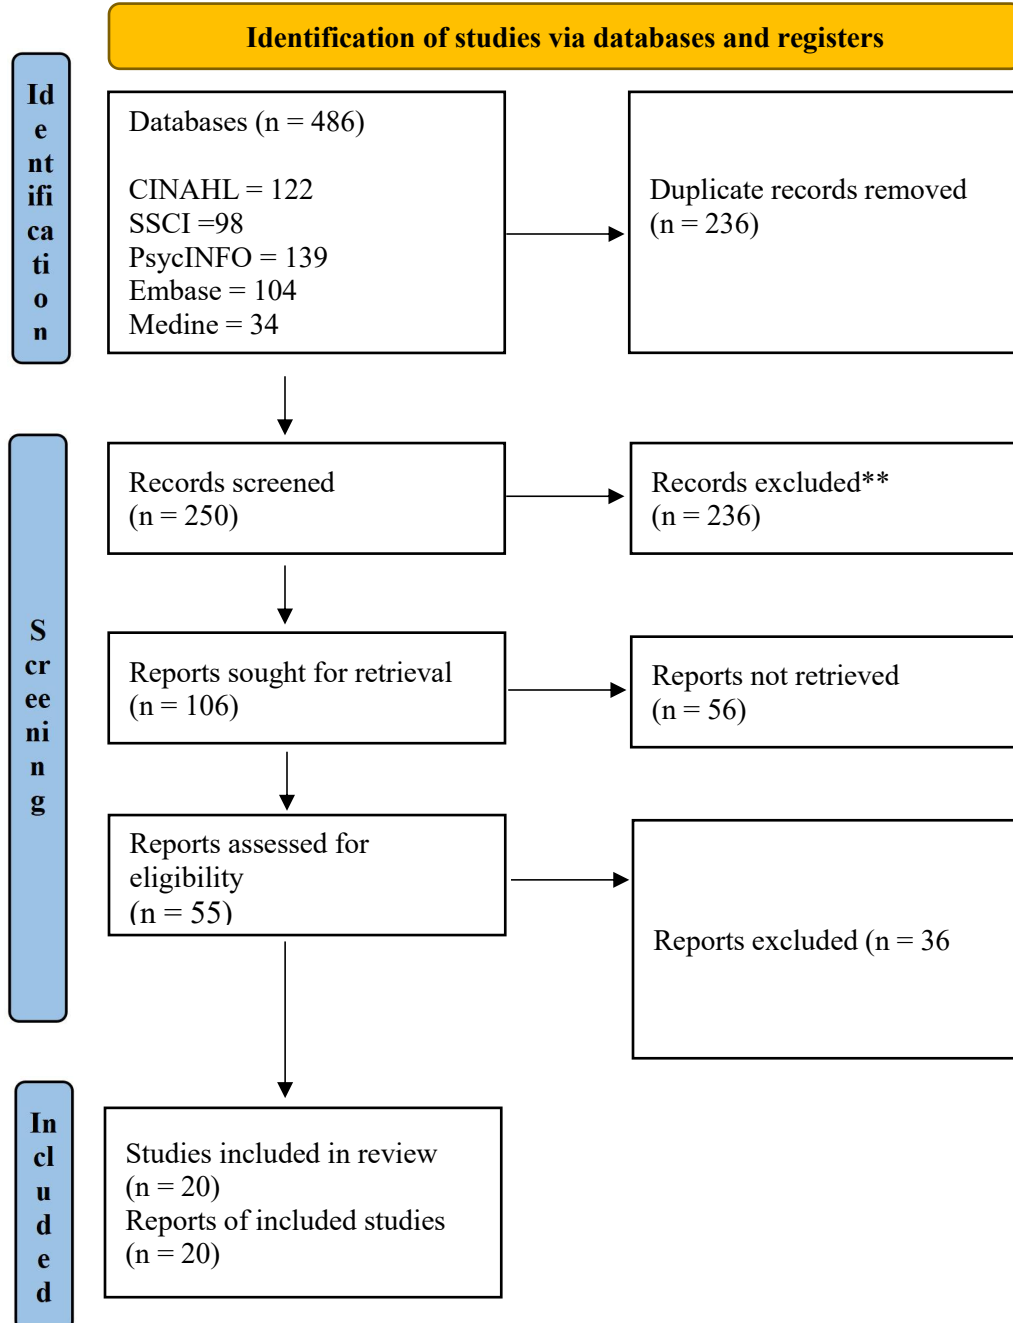 Identification of studies via databases and registers
Id
e
nt
ifi
ca
ti
o
n
Databases (n = 486)
CINAHL = 122
SSCI =98
PsycINFO = 139
Embase = 104
Medine = 34
Duplicate records removed
(n = 236)
S
cr
ee
ni
n
g
Records screened
(n = 250)
Records excluded**
(n = 236)
Reports sought for retrieval
(n = 106)
Reports not retrieved
(n = 56)
Reports assessed for
eligibility
(n = 55)
Reports excluded (n = 36
In
cl
u
d
e
d
Studies included in review
(n = 20)
Reports of included studies
(n = 20)